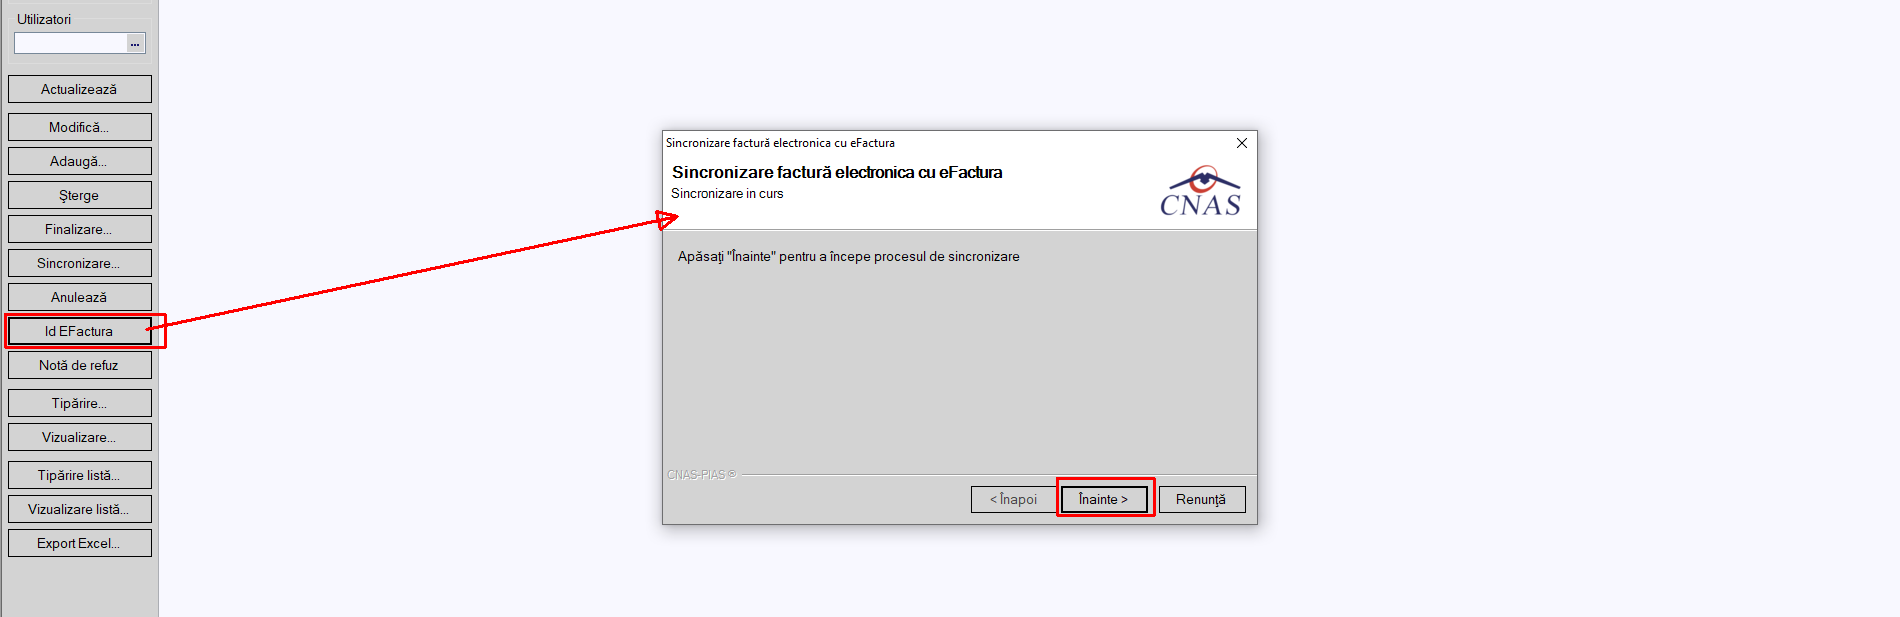 Utilizatori
...
Actualizează
Modifică...
Adaugă...
Şterge
Finalizare...
Sincronizare...
Anulează
Id EFactura
Notă de refuz
Tipărire...
Vizualizare...
Tipărire listă...
Vizualizare listă...
Export Excel...
Sincronizare factură electronica cu eFactura
Sincronizare factură electronica cu eFactura
Sincronizare in curs
CNAS
Apăsaţi "Înainte" pentru a începe procesul de sincronizare
CNAS-PIAS ®
< Înapoi
Înainte >
Renunţă